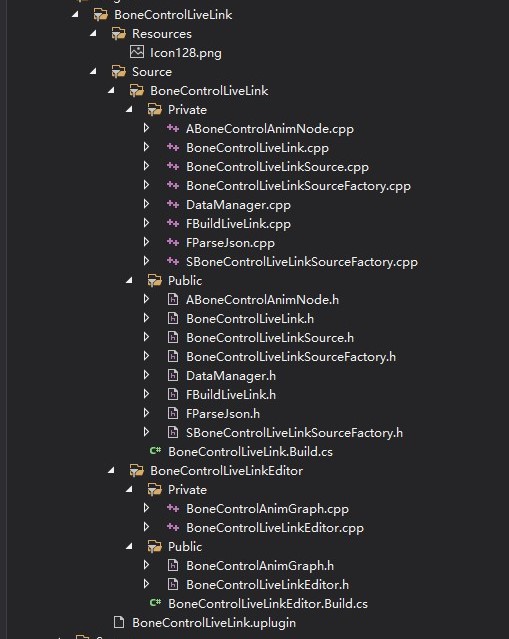 BoneControlLiveLink
Resources
Icon128.png
Source
BoneControlLiveLink
Private
ABoneControlAnimNode.cpp
BoneControlLiveLink.cpp
BoneControlLiveLinkSource.cpp
BoneControlLiveLinkSourceFactory.cpp
DataManager.cpp
FBuildLiveLink.cpp
FParseJson.cpp
SBoneControlLiveLinkSourceFactory.cpp
Public
ABoneControlAnimNode.h
BoneControlLiveLink.h
BoneControlLiveLinkSource.h
BoneControlLiveLinkSourceFactory.h
DataManager.h
FBuildLiveLink.h
FParseJson.h
SBoneControlLiveLinkSourceFactory.h
C# BoneControlLiveLink.Build.cs
BoneControlLiveLinkEditor
Private
BoneControlAnimGraph.cpp
BoneControlLiveLinkEditor.cpp
Public
BoneControlAnimGraph.h
BoneControlLiveLinkEditor.h
C# BoneControlLiveLinkEditor.Build.cs
BoneControlLiveLink.uplugin